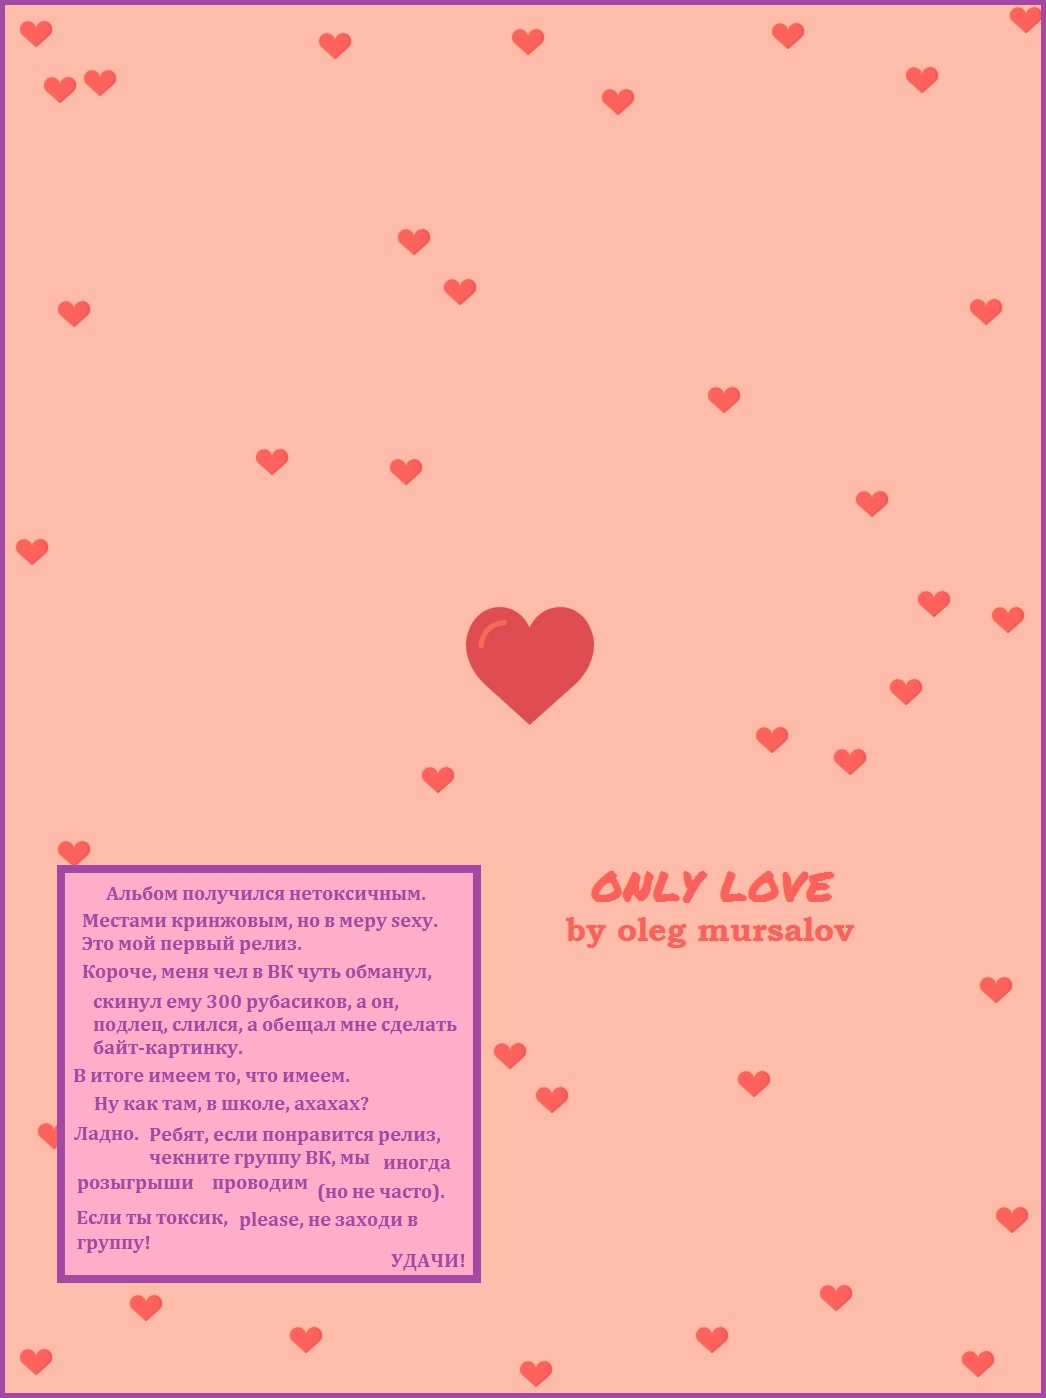 Альбом получился нетоксичным.
Местами кринжовым, но в меру sexy.
Это мой первый релиз.
Короче, меня чел в ВК чуть обманул,
скинул ему 300 рубасиков, а он,
подлец, слился, а обещал мне сделать
байт-картинку.
В итоге имеем то, что имеем.
Ну как там, в школе, ахахах?
Ладно. Ребят, если понравится релиз,
чекните группу ВК, мы иногда
розыгрыши проводим (но не часто).
Если ты токсик, please, не заходи в
группу!
УДАЧИ!
ONLY LOVE
by oleg mursalov